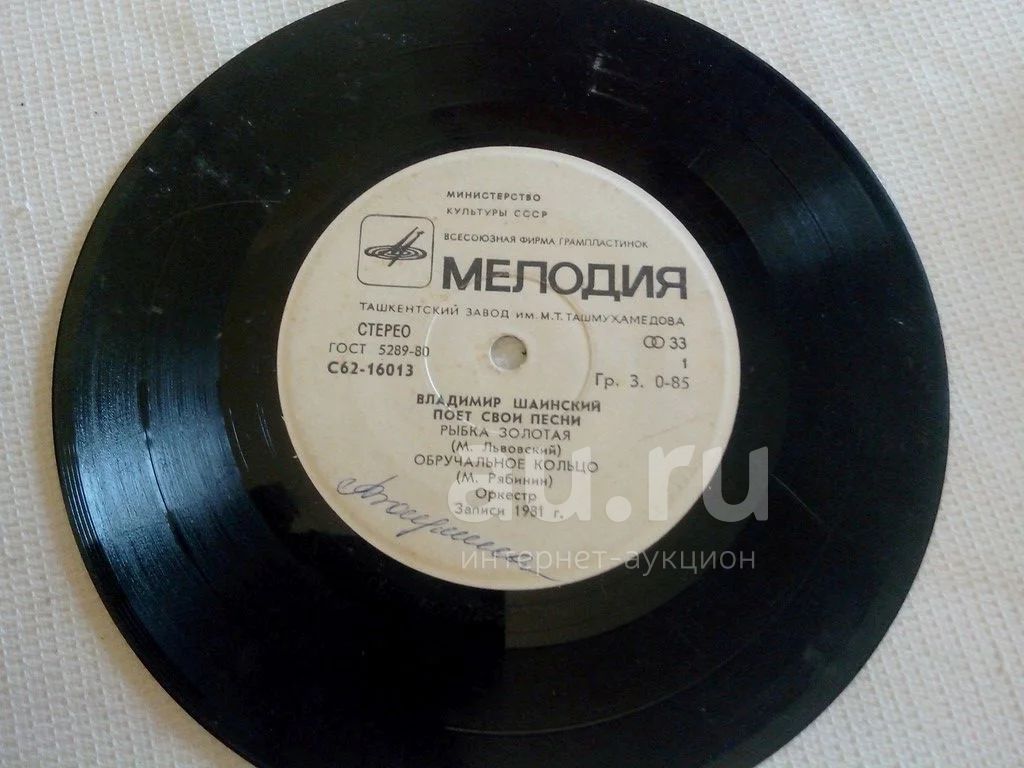 МИНИСТЕРСТВО
КУЛЬТУРЫ СССР
ВСЕСОЮЗНАЯ ФИРМА ГРАМПЛАСТИНОК
МЕЛОДИЯ
ТАШКЕНТСКИЙ ЗАВОД ИМ. М.Т. ТАШМУХАМЕДОВА
СТЕРЕО
33
ГОСТ 5289-80
1
С62-16013
Гр. 3. 0-85
ВЛАДИМИР ШАИНСКИЙ
ПОЕТ СВОИ ПЕСНИ
РЫБКА ЗОЛОТАЯ
(М. Львовский)
ОБРУЧАЛЬНОЕ КОЛЬЦО
(М. Рябинин)
Оркестр
Записи 1981 г.
au.ru
интернет-аукцион